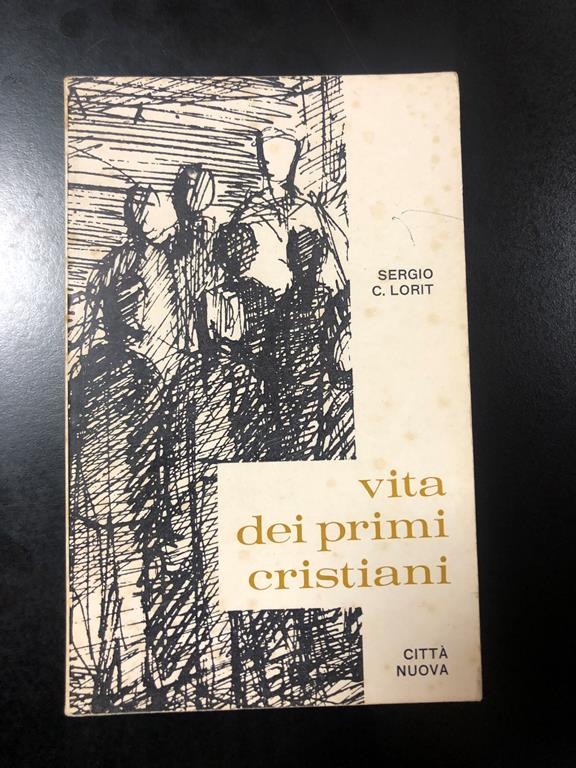 SERGIO
C. LORIT
vita
dei primi
cristiani
CITTÀ
NUOVA